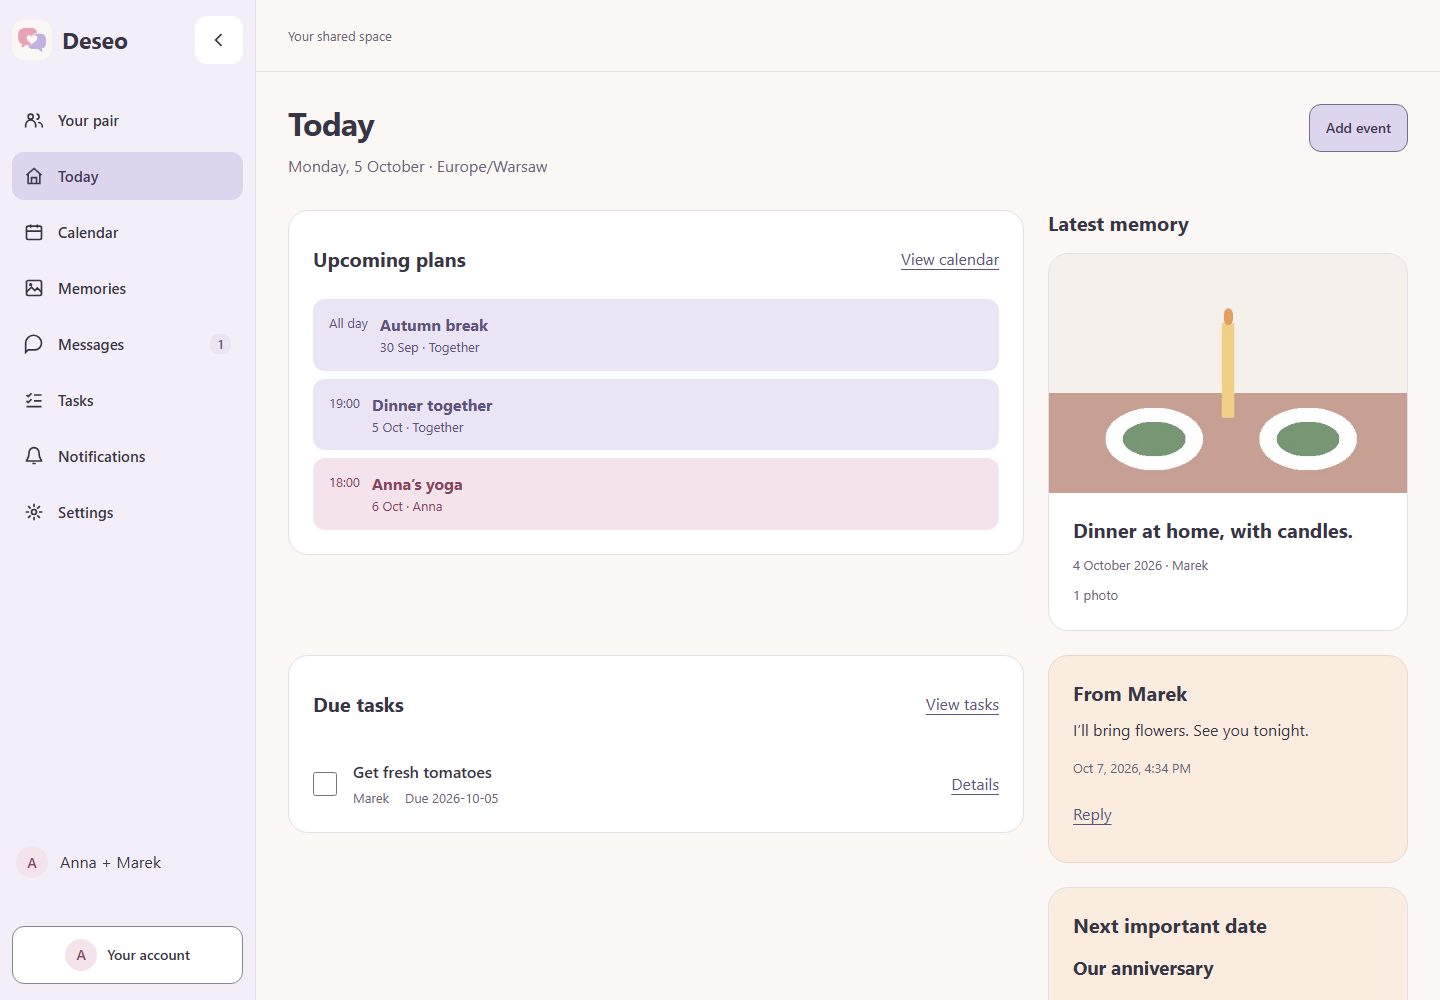 Deseo
Your pair
Today
Calendar
Memories
Messages
1
Tasks
Notifications
Settings
A
Anna + Marek
A
Your account
Your shared space
Today
Monday, 5 October · Europe/Warsaw
Add event
Upcoming plans
View calendar
All day
Autumn break
30 Sep · Together
19:00
Dinner together
5 Oct · Together
18:00
Anna’s yoga
6 Oct · Anna
Due tasks
View tasks
Get fresh tomatoes
Marek
Due 2026-10-05
Details
Latest memory
Dinner at home, with candles.
4 October 2026 · Marek
1 photo
From Marek
I’ll bring flowers. See you tonight.
Oct 7, 2026, 4:34 PM
Reply
Next important date
Our anniversary